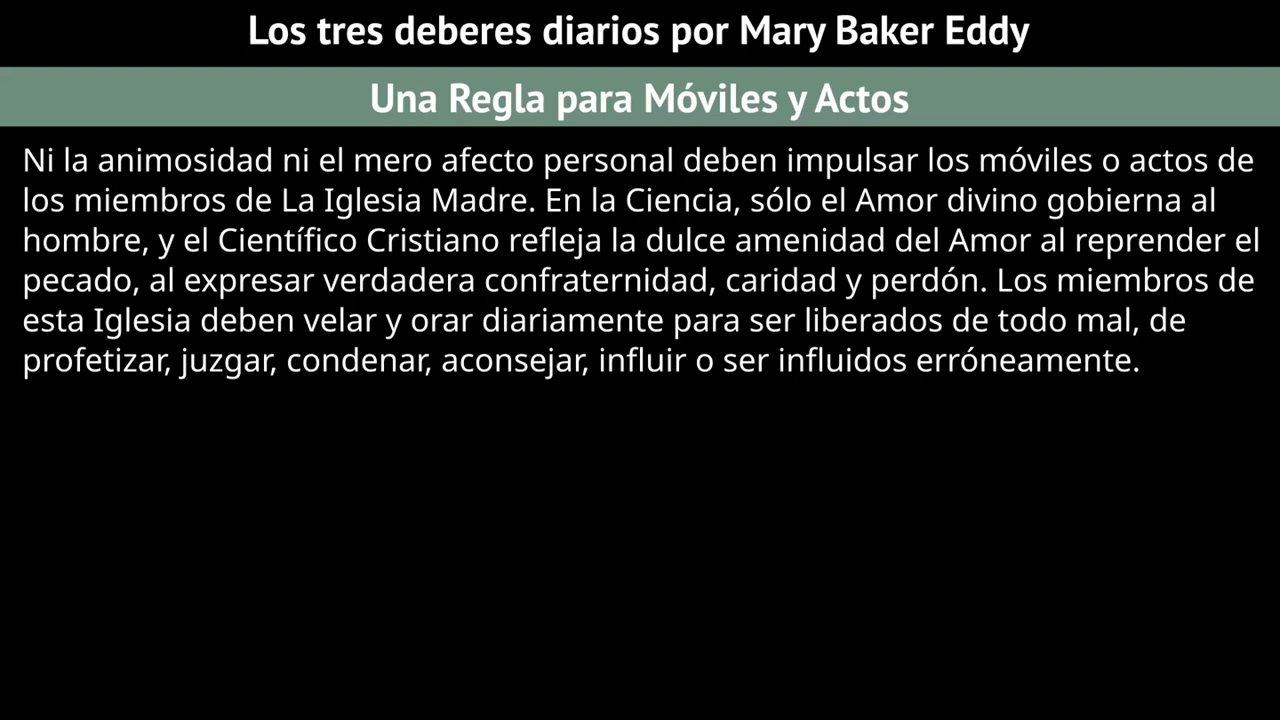 Los tres deberes diarios por Mary Baker Eddy
Una Regla para Móviles y Actos
Ni la animosidad ni el mero afecto personal deben impulsar los móviles o actos de
los miembros de La Iglesia Madre. En la Ciencia, sólo el Amor divino gobierna al
hombre, y el Científico Cristiano refleja la dulce amenidad del Amor al reprender el
pecado, al expresar verdadera confraternidad, caridad y perdón. Los miembros de
esta Iglesia deben velar y orar diariamente para ser liberados de todo mal, de
profetizar, juzgar, condenar, aconsejar, influir o ser influidos erróneamente.